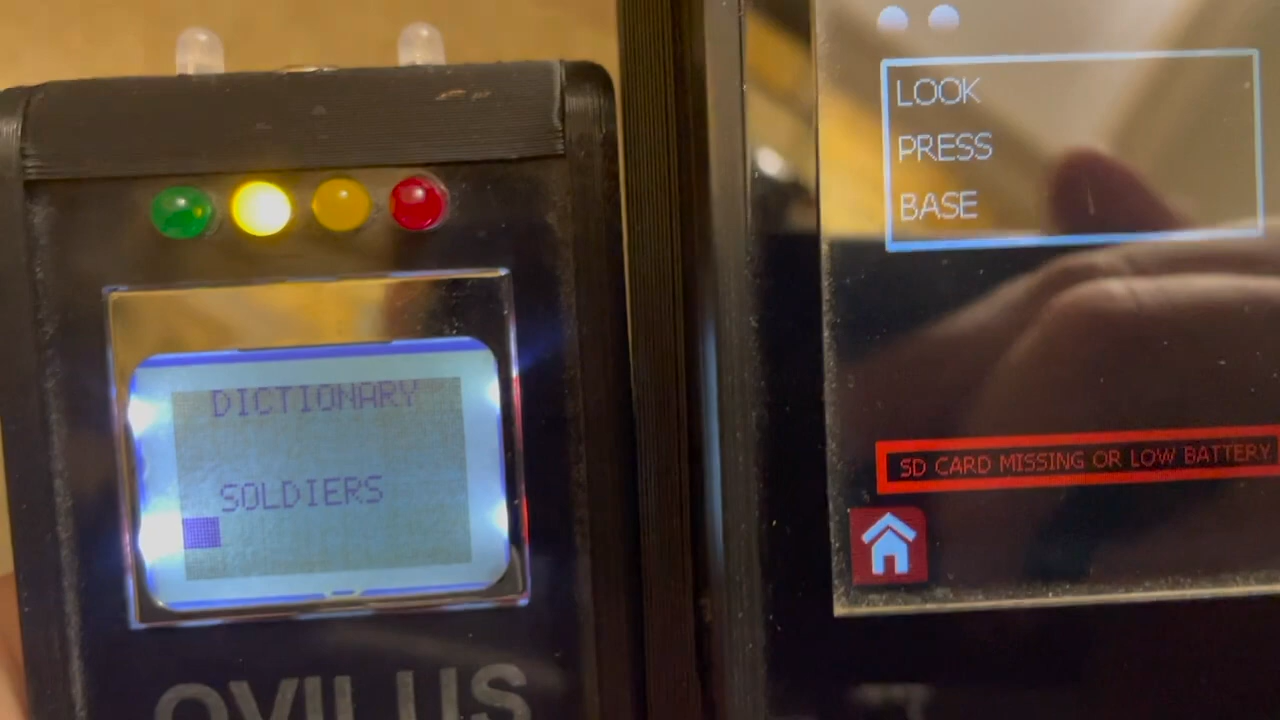 DICTIONARY
SOLDIERS
OVILUS
LOOK
PRESS
BASE
SD CARD MISSING OR LOW BATTERY